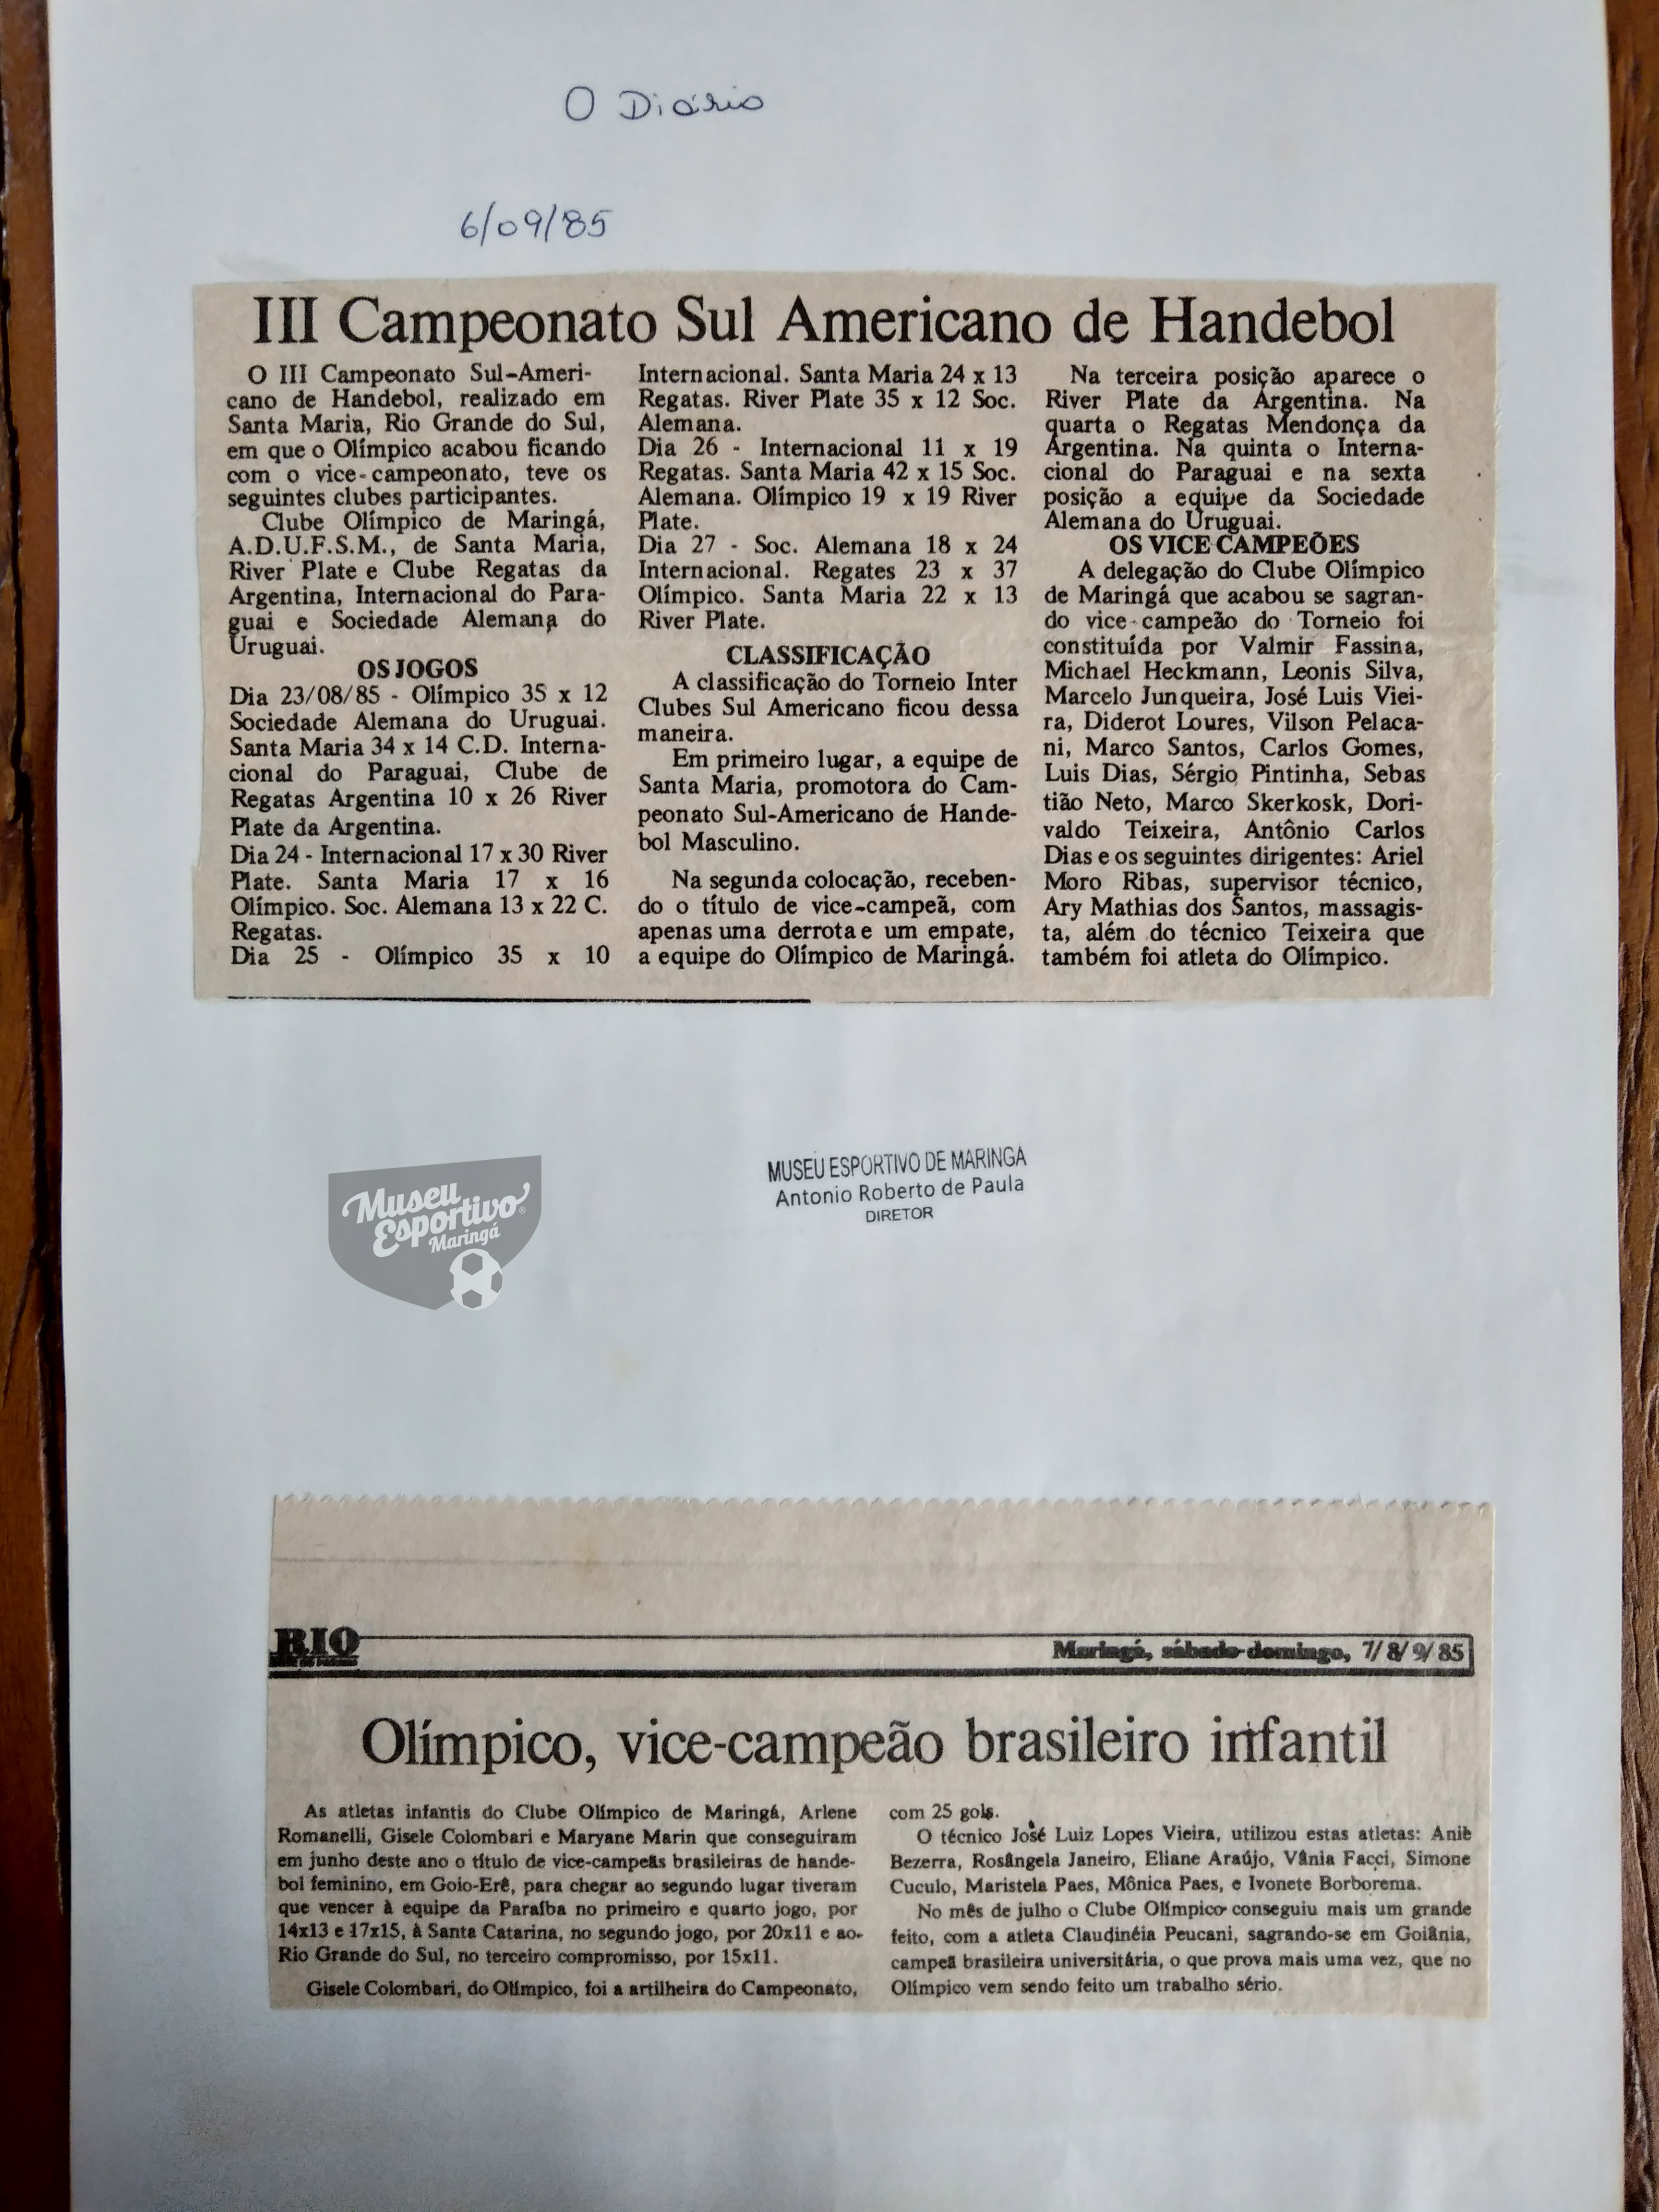 O Diário
6/09/85
III Campeonato Sul Americano de Handebol
O III Campeonato Sul-Ameri-
cano de Handebol, realizado em
Santa Maria, Rio Grande do Sul,
em que o Olímpico acabou ficando
com o vice-campeonato, teve os
seguintes clubes participantes.
Clube Olímpico de Maringá,
A.D.U.F.S.M., de Santa Maria,
River Plate e Clube Regatas da
Argentina, Internacional do Para-
guai e Sociedade Alemana do
Uruguai.
OS JOGOS
Dia 23/08/85 - Olímpico 35 x 12
Sociedade Alemana do Uruguai.
Santa Maria 34 x 14 C.D. Interna-
cional do Paraguai, Clube de
Regatas Argentina 10 x 26 River
Plate da Argentina.
Dia 24 - Internacional 17 x 30 River
Plate. Santa Maria 17 x 16
Olímpico. Soc. Alemana 13 x 22 C.
Regatas.
Dia 25 - Olímpico 35 x 10
Internacional. Santa Maria 24 x 13
Regatas. River Plate 35 x 12 Soc.
Alemana.
Dia 26 - Internacional 11 x 19
Regatas. Santa Maria 42 x 15 Soc.
Alemana. Olímpico 19 x 19 River
Plate.
Dia 27 - Soc. Alemana 18 x 24
Internacional. Regates 23 x 37
Olímpico. Santa Maria 22 x 13
River Plate.
CLASSIFICAÇÃO
A classificação do Torneio Inter
Clubes Sul Americano ficou dessa
maneira.
Em primeiro lugar, a equipe de
Santa Maria, promotora do Cam-
peonato Sul-Americano de Hande-
bol Masculino.
Na segunda colocação, receben-
do o título de vice-campeã, com
apenas uma derrota e um empate,
a equipe do Olímpico de Maringá.
Na terceira posição aparece o
River Plate da Argentina. Na
quarta o Regatas Mendonça da
Argentina. Na quinta o Interna-
cional do Paraguai e na sexta
posição a equipe da Sociedade
Alemana do Uruguai.
OS VICE CAMPEÕES
A delegação do Clube Olímpico
de Maringá que acabou se sagran-
do vice-campeão do Torneio foi
constituída por Valmir Fassina,
Michael Heckmann, Leonis Silva,
Marcelo Junqueira, José Luis Viei-
ra, Diderot Loures, Vilson Pelaca-
ni, Marco Santos, Carlos Gomes,
Luis Dias, Sérgio Pintinha, Sebas
tião Neto, Marco Skerkosk, Dori-
valdo Teixeira, Antônio Carlos
Dias e os seguintes dirigentes: Ariel
Moro Ribas, supervisor técnico,
Ary Mathias dos Santos, massagis-
ta, além do técnico Teixeira que
também foi atleta do Olímpico.
Museu
Esportivo®
Maringá
MUSEU ESPORTIVO DE MARINGA
Antonio Roberto de Paula
DIRETOR
RIO
Maringá, sábado-domingo, 7/8/9/85
Olímpico, vice-campeão brasileiro infantil
As atletas infantis do Clube Olímpico de Maringá, Arlene
Romanelli, Gisele Colombari e Maryane Marin que conseguiram
em junho deste ano o título de vice-campeãs brasileiras de hande-
bol feminino, em Goio-Erê, para chegar ao segundo lugar tiveram
que vencer à equipe da Paraíba no primeiro e quarto jogo, por
14x13 e 17x15, à Santa Catarina, no segundo jogo, por 20x11 e ao
Rio Grande do Sul, no terceiro compromisso, por 15x11.
Gisele Colombari, do Olímpico, foi a artilheira do Campeonato,
com 25 gols.
O técnico José Luiz Lopes Vieira, utilizou estas atletas: Aniê
Bezerra, Rosângela Janeiro, Eliane Araújo, Vânia Facci, Simone
Cuculo, Maristela Paes, Mônica Paes, e Ivonete Borborema.
No mês de julho o Clube Olímpico conseguiu mais um grande
feito, com a atleta Claudinéia Peucani, sagrando-se em Goiânia,
campeã brasileira universitária, o que prova mais uma vez, que no
Olímpico vem sendo feito um trabalho sério.